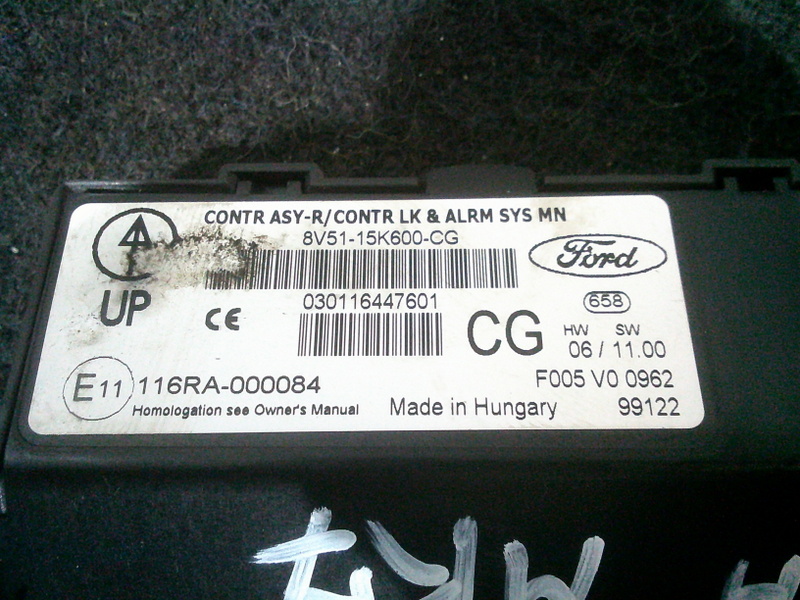 CONTR ASY-R/CONTR LK & ALRM SYS MN
8V51-15K600-CG
Ford
UP
CE
030116447601
CG
658
HW SW
06 / 11.00
E11 116RA-000084
F005 V0 0962
Homologation see Owner's Manual
Made in Hungary
99122